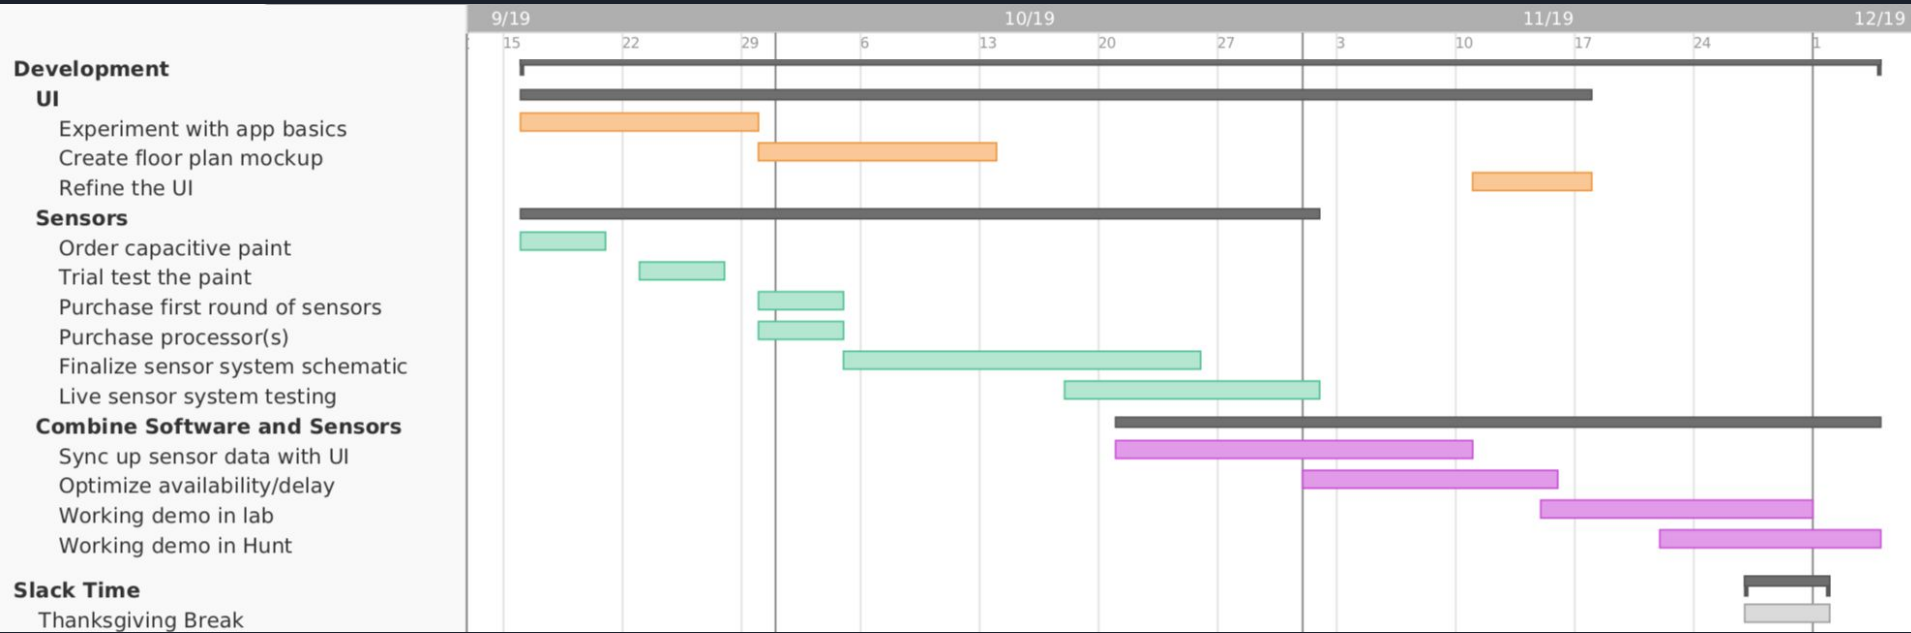 9/19 10/19 11/19 12/19
15 22 29 6 13 20 27 3 10 17 24 1
Development
UI
Experiment with app basics
Create floor plan mockup
Refine the UI
Sensors
Order capacitive paint
Trial test the paint
Purchase first round of sensors
Purchase processor(s)
Finalize sensor system schematic
Live sensor system testing
Combine Software and Sensors
Sync up sensor data with UI
Optimize availability/delay
Working demo in lab
Working demo in Hunt
Slack Time
Thanksgiving Break